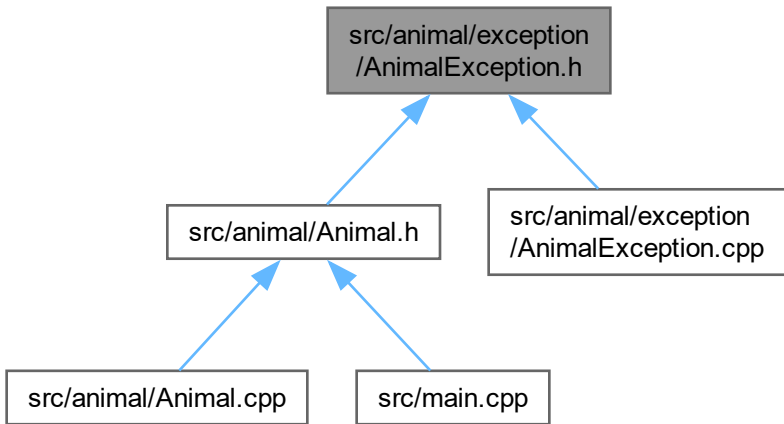 src/animal/exception
/AnimalException.h
src/animal/Animal.h
src/animal/exception
/AnimalException.cpp
src/animal/Animal.cpp
src/main.cpp